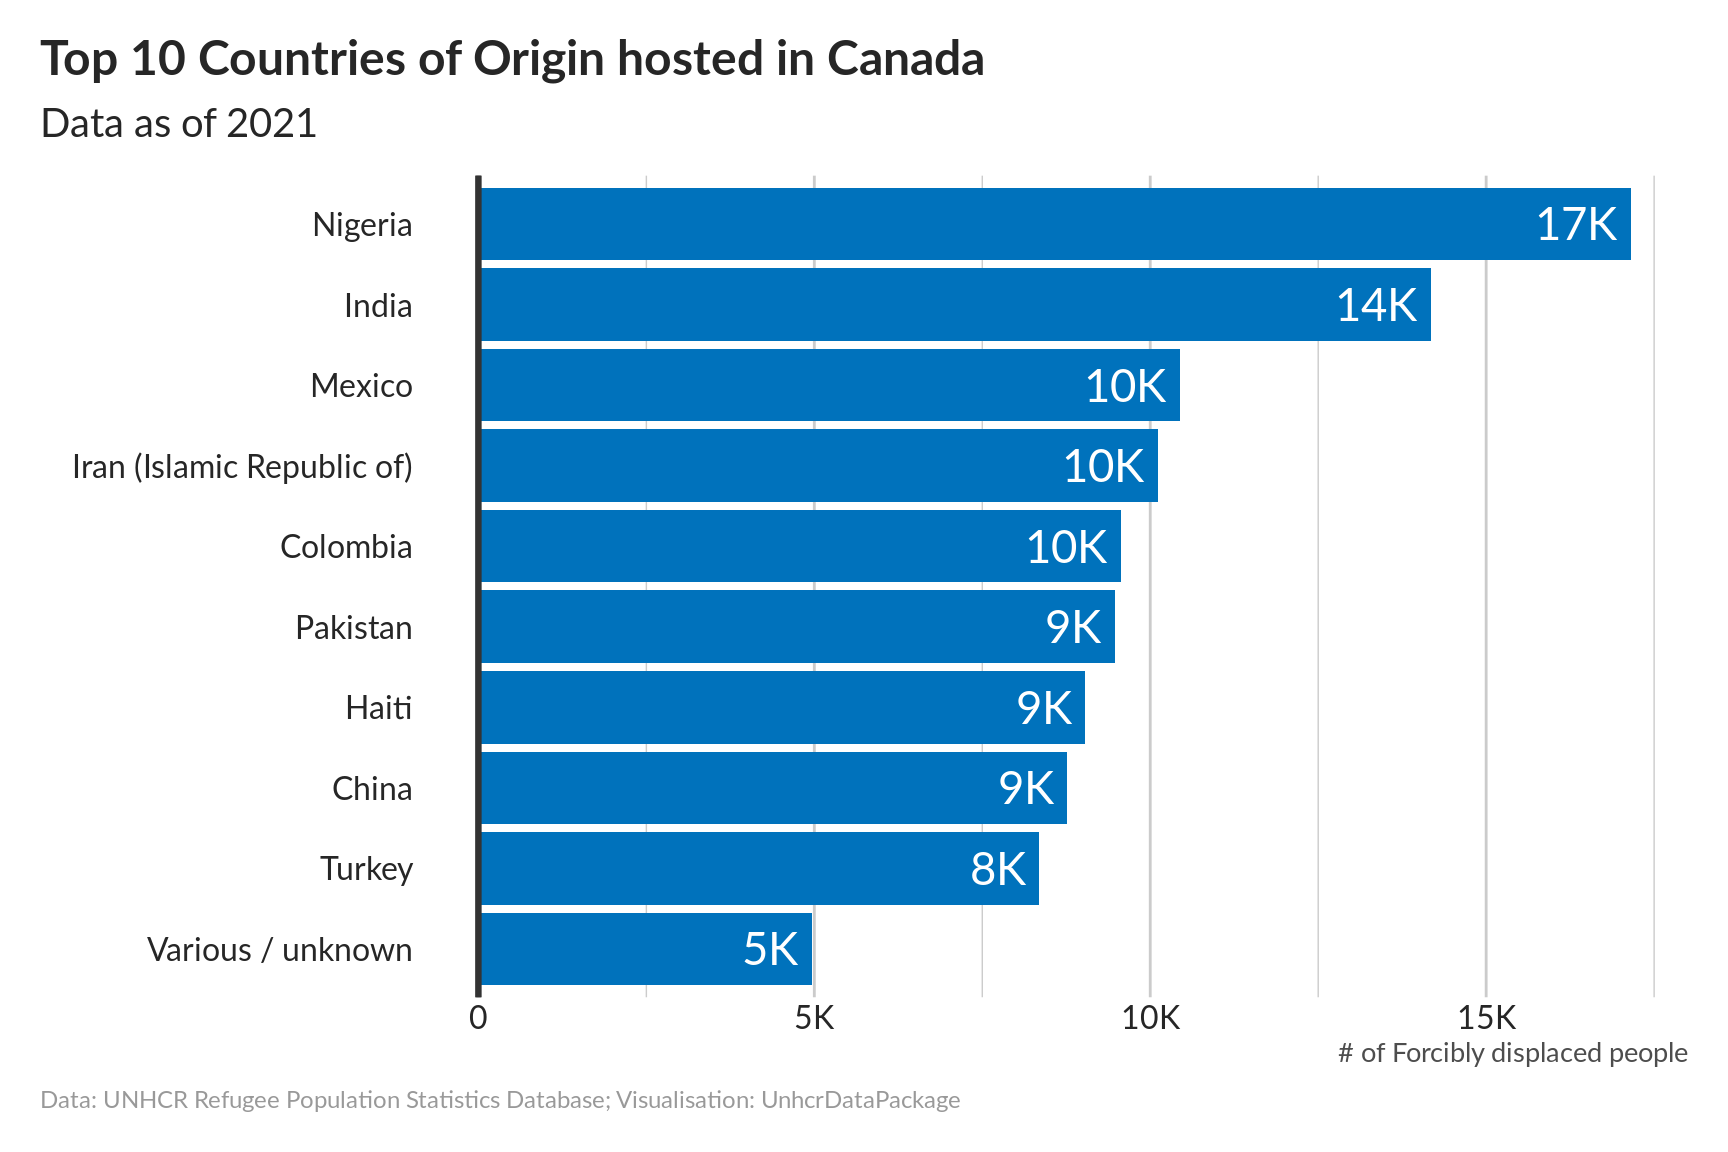 Top 10 Countries of Origin hosted in Canada
Data as of 2021
Nigeria 17K
India 14K
Mexico 10K
Iran (Islamic Republic of) 10K
Colombia 10K
Pakistan 9K
Haiti 9K
China 9K
Turkey 8K
Various / unknown 5K
0 5K 10K 15K
# of Forcibly displaced people
Data: UNHCR Refugee Population Statistics Database; Visualisation: UnhcrDataPackage